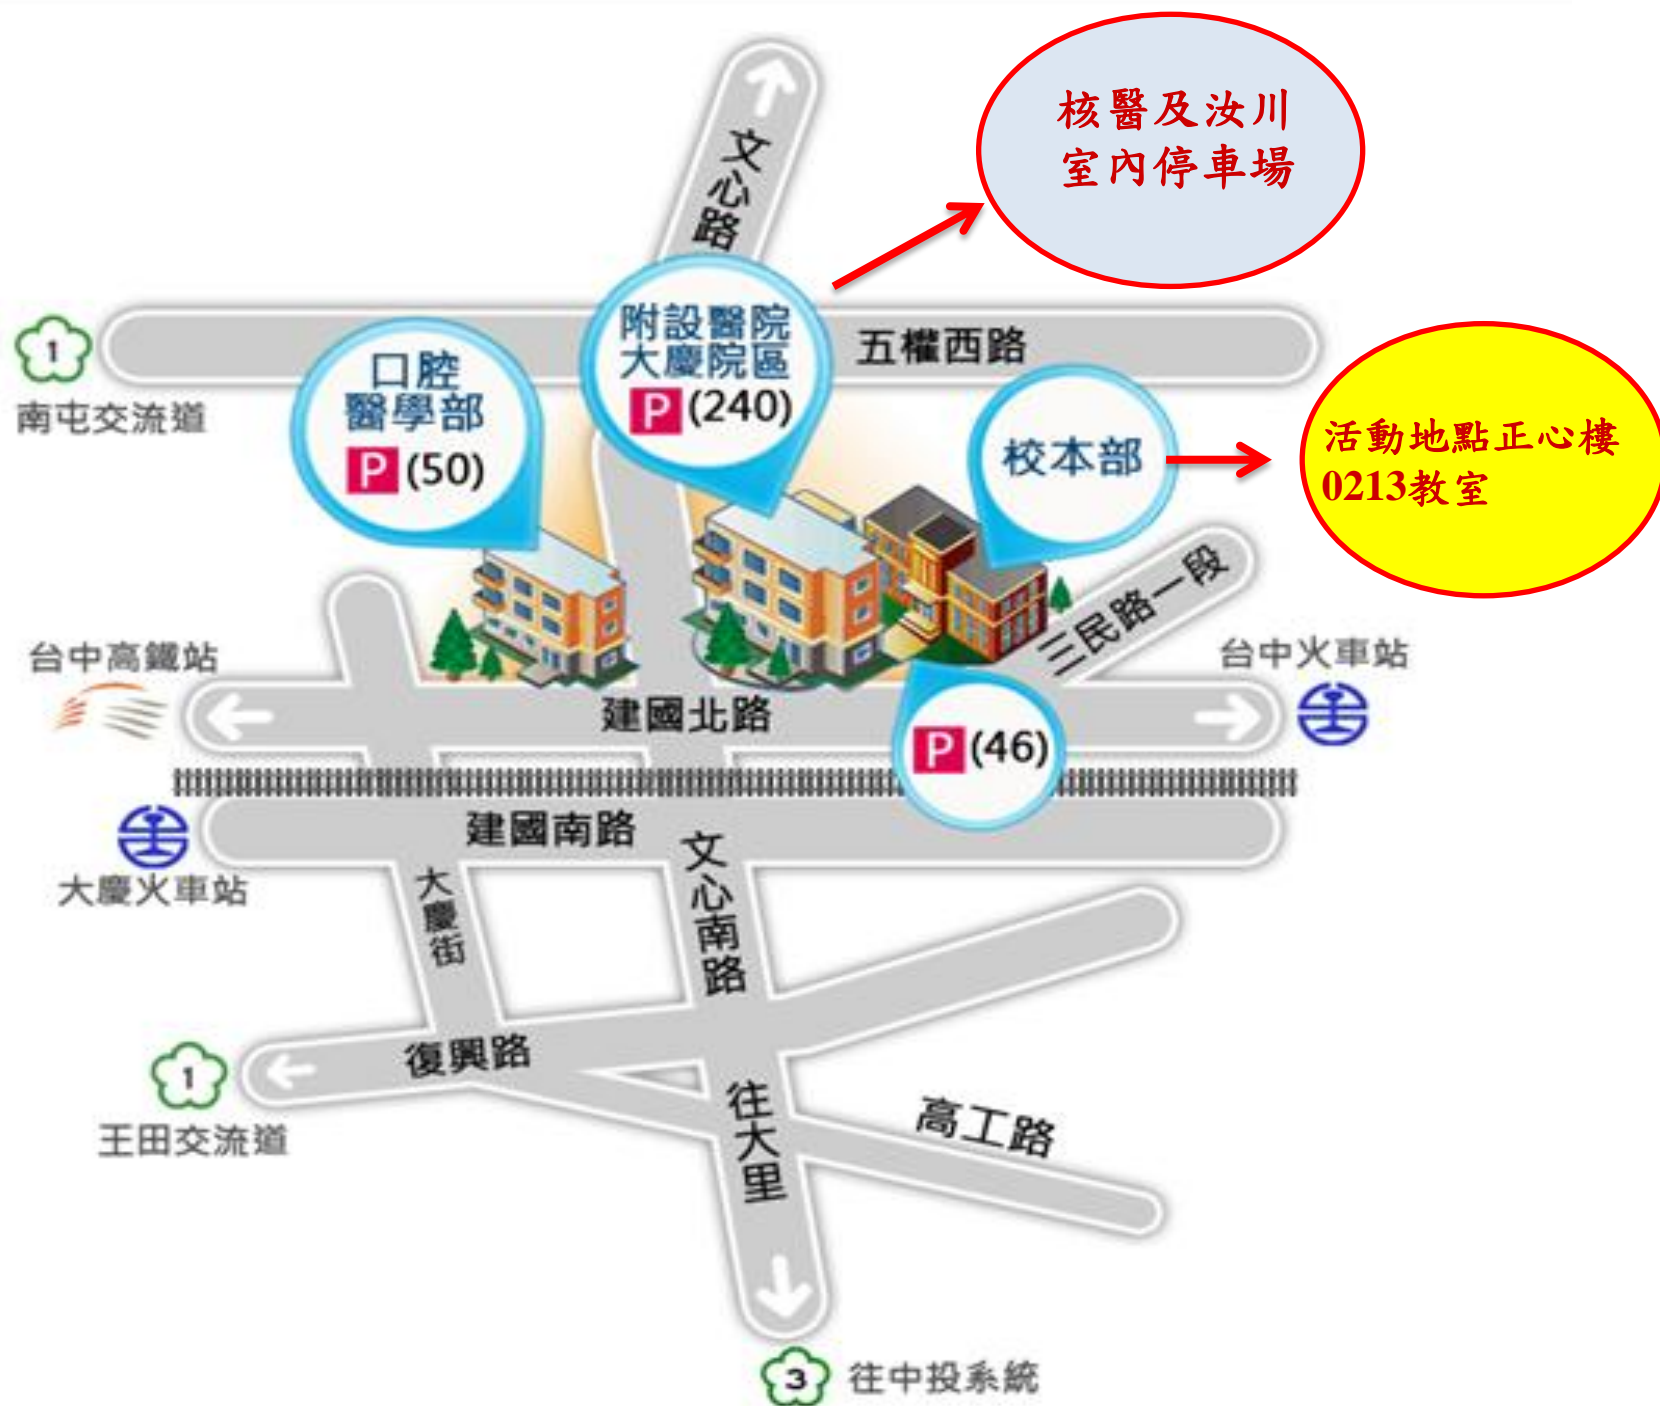 文心路
核醫及汝川
室內停車場
1
南屯交流道
口腔
醫學部
P (50)
附設醫院
大慶院區
P (240)
五權西路
校本部
活動地點正心樓
0213教室
三民路一段
台中高鐵站
台中火車站
建國北路
P (46)
建國南路
大慶火車站
大慶街
文心南路
復興路
1
王田交流道
往大里
高工路
3
往中投系統